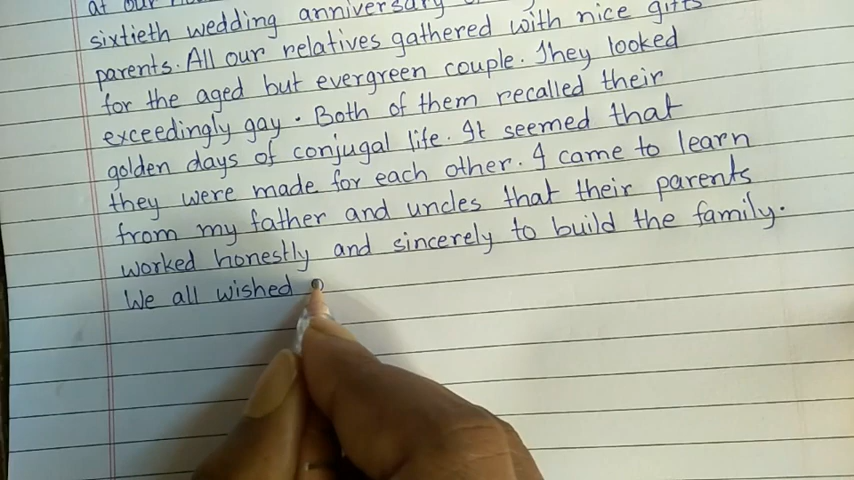 at our
sixtieth wedding anniversary
parents. All our relatives gathered with nice gifts
for the aged but evergreen couple. They looked
exceedingly gay. Both of them recalled their
golden days of conjugal life. It seemed that
they were made for each other. I came to learn
from my father and uncles that their parents
worked honestly and sincerely to build the family.
We all wished